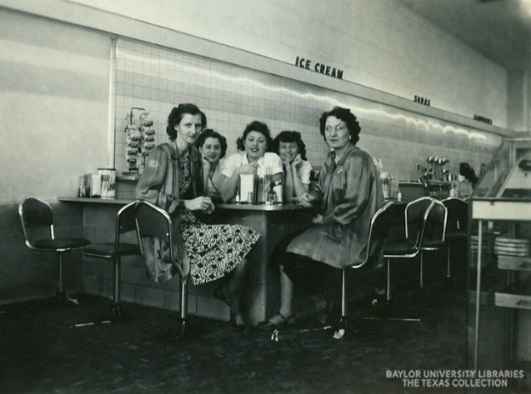 ICE CREAM
SODAS
BAYLOR UNIVERSITY LIBRARIES
THE TEXAS COLLECTION